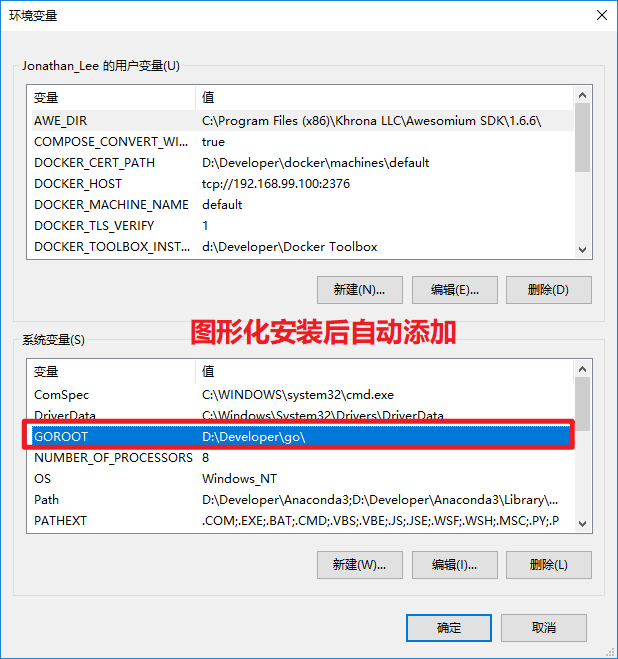 环境变量
Jonathan_Lee 的用户变量(U)
变量 值
AWE_DIR C:\Program Files (x86)\Khrona LLC\Awesomium SDK\1.6.6\
COMPOSE_CONVERT_WI... true
DOCKER_CERT_PATH D:\Developer\docker\machines\default
DOCKER_HOST tcp://192.168.99.100:2376
DOCKER_MACHINE_NAME default
DOCKER_TLS_VERIFY 1
DOCKER_TOOLBOX_INST... d:\Developer\Docker Toolbox
新建(N)... 编辑(E)... 删除(D)
图形化安装后自动添加
系统变量(S)
变量 值
ComSpec C:\WINDOWS\system32\cmd.exe
DriverData C:\Windows\System32\Drivers\DriverData
GOROOT D:\Developer\go\
NUMBER_OF_PROCESSORS 8
OS Windows_NT
Path D:\Developer\Anaconda3;D:\Developer\Anaconda3\Library\...
PATHEXT .COM;.EXE;.BAT;.CMD;.VBS;.VBE;.JS;.JSE;.WSF;.WSH;.MSC;.PY;.P
新建(W)... 编辑(I)... 删除(L)
确定 取消